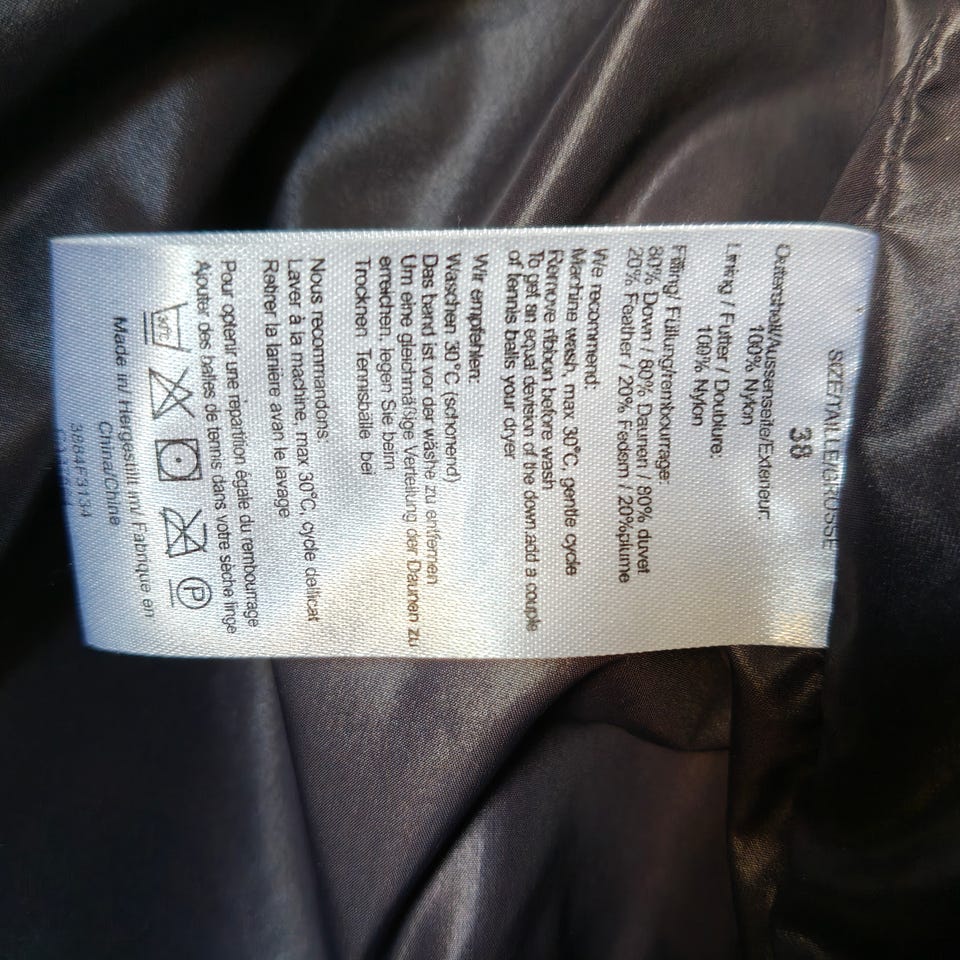 SIZE/TAILLE/GRÖSSE
38
Outtershell/Aussenseite/Exterieur:
100% Nylon
Lining / Futter / Doublure:
100% Nylon
Filling/ Füllung/rembourrage:
80% Down / 80% Daunen / 80% duvet
20% Feather / 20% Federn / 20%plume
We recommend:
Machine wash, max 30°C, gentle cycle
Remove ribbon before wash
To get an equal devision of the down,add a couple
of tennis balls your dryer
Wir empfehlen:
Waschen 30°C (schonend)
Das band ist vor der wäshe zu entfernen
Um eine gleichmäßige Verteilung der Daunen zu
erreichen, legen Sie beim
Trocknen Tennisbälle bei
Nous recommandons:
Laver à la machine, max 30°C, cycle dellicat
Retirer la laniere avan le lavage
Pour optenir une répartition égale du rembourrage
Ajouter des balles de tennis dans votre sèche linge
P
Made in/ Hergestillt in/ Fabrique en
China/Chine
3884F3134